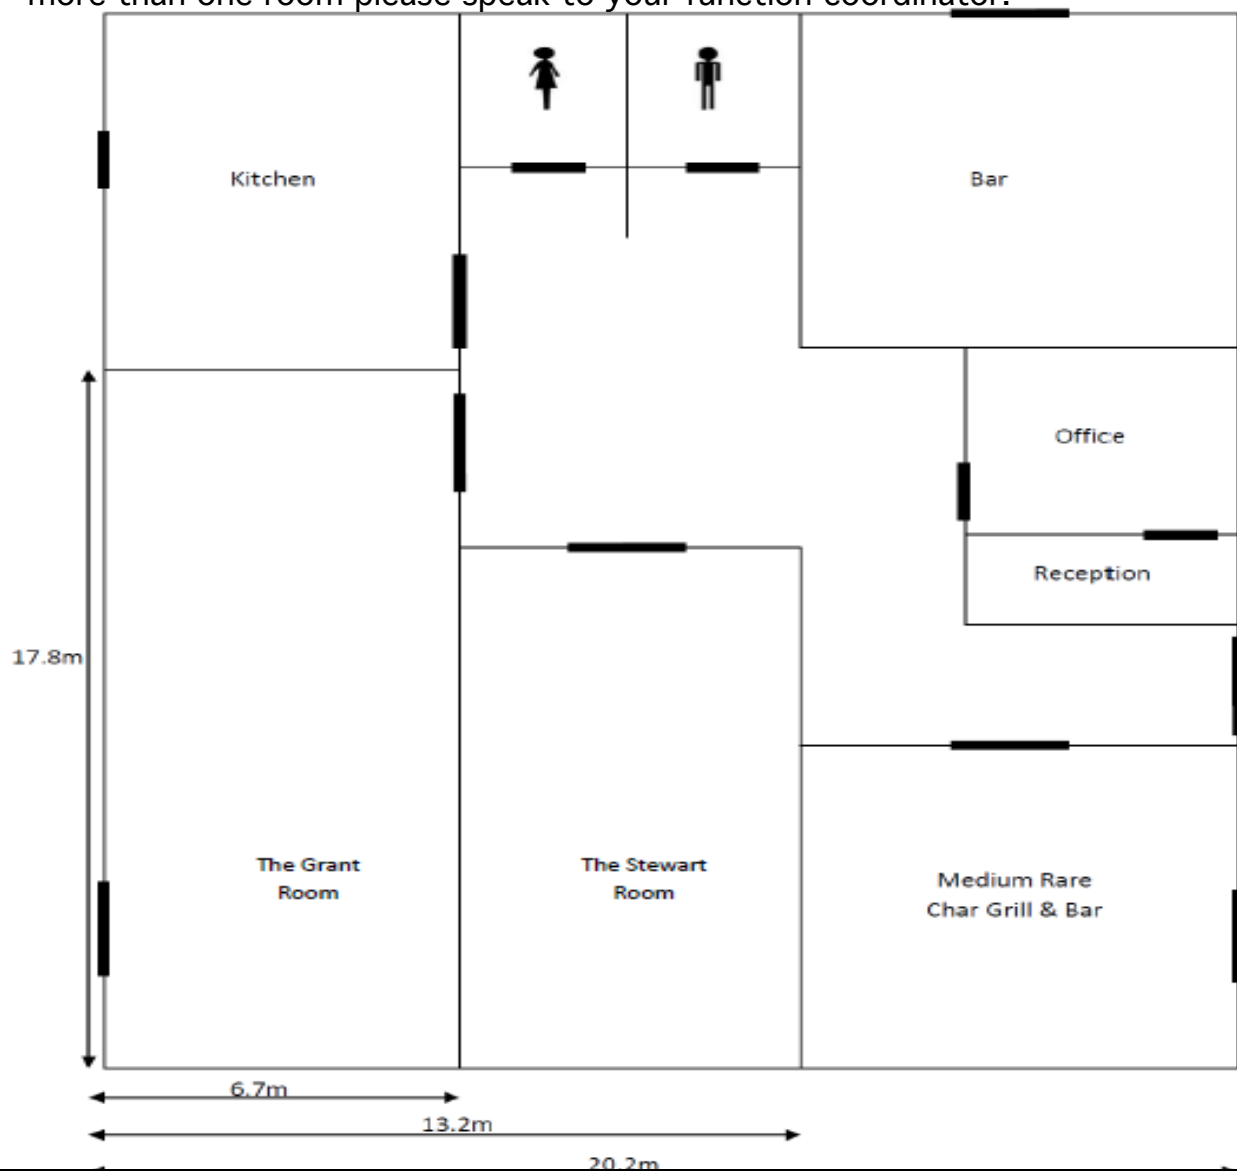 more than one room please speak to your function coordinator.
Kitchen
Bar
Office
Reception
17.8m
The Grant
Room
The Stewart
Room
Medium Rare
Char Grill & Bar
6.7m
13.2m
20.2m